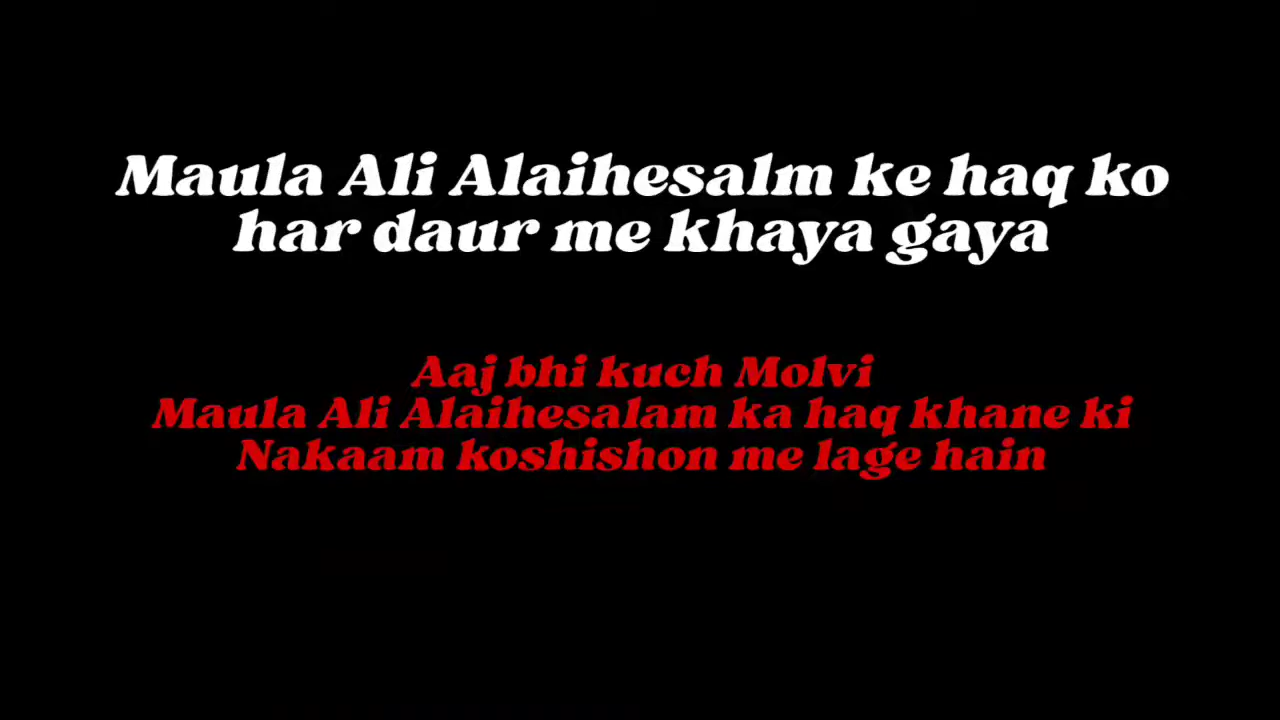 Maula Ali Alaihesalm ke haq ko
har daur me khaya gaya
Aaj bhi kuch Molvi
Maula Ali Alaihesalam ka haq khane ki
Nakaam koshishon me lage hain